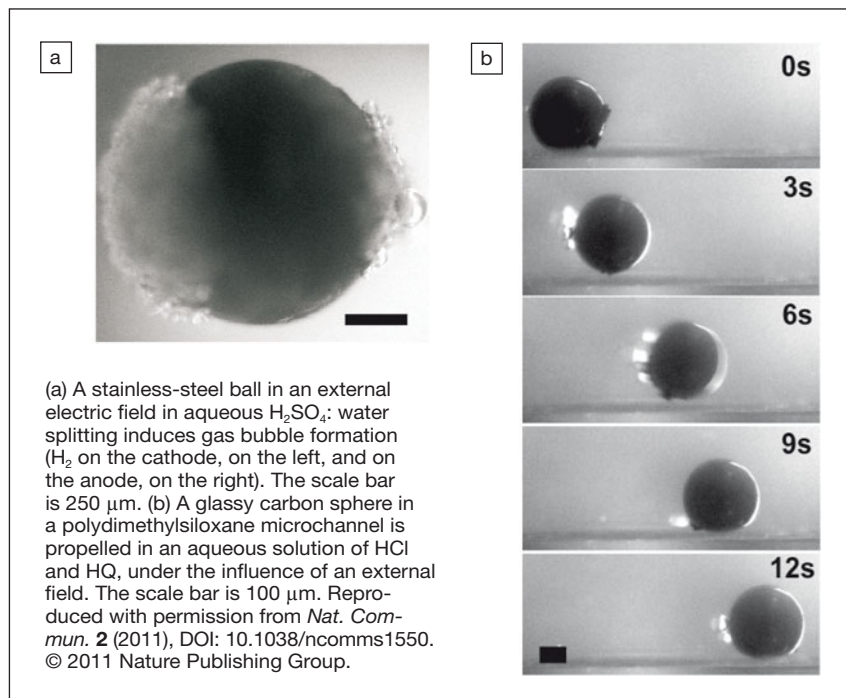 a
b
0s
3s
6s
9s
12s
(a) A stainless-steel ball in an external
electric field in aqueous H₂SO₄: water
splitting induces gas bubble formation
(H₂ on the cathode, on the left, and on
the anode, on the right). The scale bar
is 250 μm. (b) A glassy carbon sphere in
a polydimethylsiloxane microchannel is
propelled in an aqueous solution of HCl
and HQ, under the influence of an external
field. The scale bar is 100 μm. Repro-
duced with permission from Nat. Com-
mun. 2 (2011), DOI: 10.1038/ncomms1550.
© 2011 Nature Publishing Group.